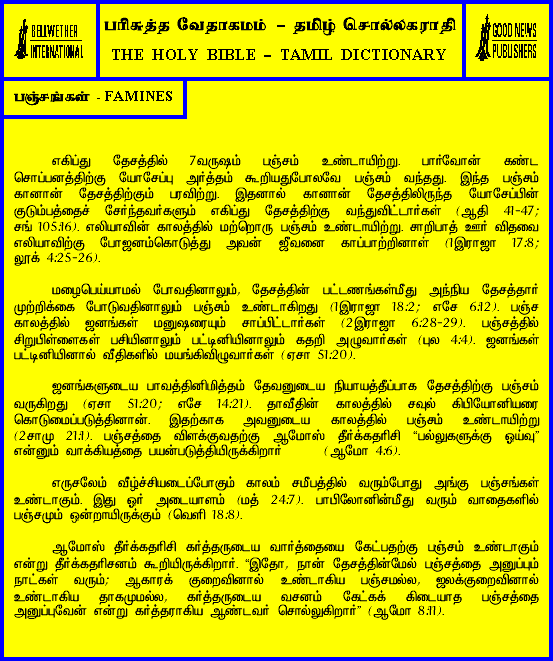 BELLWETHER
INTERNATIONAL
பரிசுத்த வேதாகமம் – தமிழ் சொல்லகராதி
THE HOLY BIBLE – TAMIL DICTIONARY
GOOD NEWS
PUBLISHERS
பஞ்சங்கள் - FAMINES
எகிப்து தேசத்தில் 7வருஷம் பஞ்சம் உண்டாயிற்று. பார்வோன் கண்ட
சொப்பனத்திற்கு யோசேப்பு அர்த்தம் கூறியதுபோலவே பஞ்சம் வந்தது. இந்த பஞ்சம்
கானான் தேசத்திற்கும் பரவிற்று. இதனால் கானான் தேசத்திலிருந்த யோசேப்பின்
குடும்பத்தைச் சேர்ந்தவர்களும் எகிப்து தேசத்திற்கு வந்துவிட்டார்கள் (ஆதி 41-47;
சங் 105:16). எலியாவின் காலத்தில் மற்றொரு பஞ்சம் உண்டாயிற்று. சாறிபாத் ஊர் விதவை
எலியாவிற்கு போஜனம்கொடுத்து அவன் ஜீவனை காப்பாற்றினாள் (1இராஜா 17:8;
லூக் 4:25-26).
மழைபெய்யாமல் போவதினாலும், தேசத்தின் பட்டணங்கள்மீது அந்நிய தேசத்தார்
முற்றிக்கை போடுவதினாலும் பஞ்சம் உண்டாகிறது (1இராஜா 18:2; எசே 6:12). பஞ்ச
காலத்தில் ஜனங்கள் மனுஷரையும் சாப்பிட்டார்கள் (2இராஜா 6:28-29). பஞ்சத்தில்
சிறுபிள்ளைகள் பசியினாலும் பட்டினியினாலும் கதறி அழுவார்கள் (புல 4:4). ஜனங்கள்
பட்டினியினால் வீதிகளில் மயங்கிவிழுவார்கள் (ஏசா 51:20).
ஜனங்களுடைய பாவத்தினிமித்தம் தேவனுடைய நியாயத்தீப்பாக தேசத்திற்கு பஞ்சம்
வருகிறது (ஏசா 51:20; எசே 14:21). தாவீதின் காலத்தில் சவுல் கிபியோனியரை
கொடுமைப்படுத்தினான். இதற்காக அவனுடைய காலத்தில் பஞ்சம் உண்டாயிற்று
(2சாமு 21:1). பஞ்சத்தை விளக்குவதற்கு ஆமோஸ் தீர்க்கதரிசி “பல்லுகளுக்கு ஓய்வு”
என்னும் வாக்கியத்தை பயன்படுத்தியிருக்கிறார் (ஆமோ 4:6).
எருசலேம் வீழ்ச்சியடைப்போகும் காலம் சமீபத்தில் வரும்போது அங்கு பஞ்சங்கள்
உண்டாகும். இது ஓர் அடையாளம் (மத் 24:7). பாபிலோனின்மீது வரும் வாதைகளில்
பஞ்சமும் ஒன்றாயிருக்கும் (வெளி 18:8).
ஆமோஸ் தீர்க்கதரிசி கர்த்தருடைய வார்த்தையை கேட்பதற்கு பஞ்சம் உண்டாகும்
என்று தீர்க்கதரிசனம் கூறியிருக்கிறார். “இதோ, நான் தேசத்தின்மேல் பஞ்சத்தை அனுப்பும்
நாட்கள் வரும்; ஆகாரக் குறைவினால் உண்டாகிய பஞ்சமல்ல, ஜலக்குறைவினால்
உண்டாகிய தாகமுமல்ல, கர்த்தருடைய வசனம் கேட்கக் கிடையாத பஞ்சத்தை
அனுப்புவேன் என்று கர்த்தராகிய ஆண்டவர் சொல்லுகிறார்” (ஆமோ 8:11).